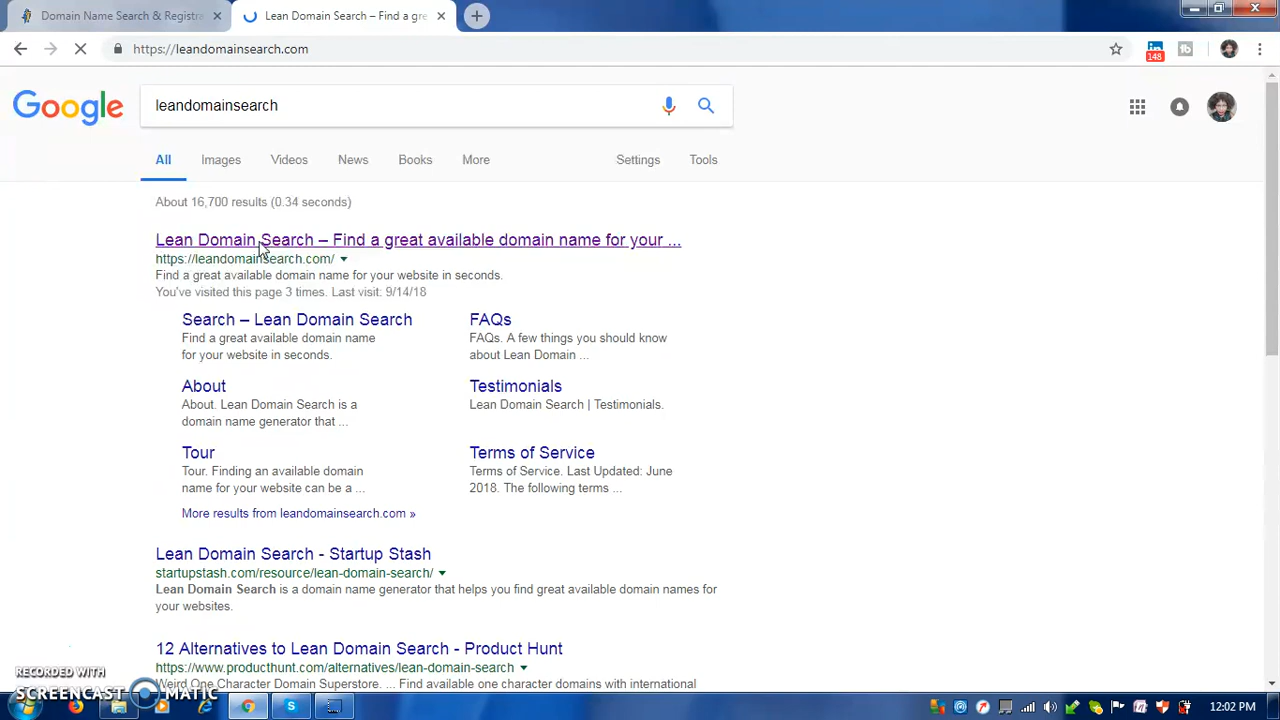 Domain Name Search & Registra
Lean Domain Search – Find a gre
https://leandomainsearch.com
in
148
tb
Google
leandomainsearch
All Images Videos News Books More Settings Tools
About 16,700 results (0.34 seconds)
Lean Domain Search – Find a great available domain name for your ...
https://leandomainsearch.com/
Find a great available domain name for your website in seconds.
You've visited this page 3 times. Last visit: 9/14/18
Search – Lean Domain Search
Find a great available domain name
for your website in seconds.
FAQs
FAQs. A few things you should know
about Lean Domain ...
About
About. Lean Domain Search is a
domain name generator that ...
Testimonials
Lean Domain Search | Testimonials.
Tour
Tour. Finding an available domain
name for your website can be a ...
Terms of Service
Terms of Service. Last Updated: June
2018. The following terms ...
More results from leandomainsearch.com »
Lean Domain Search - Startup Stash
startupstash.com/resource/lean-domain-search/
Lean Domain Search is a domain name generator that helps you find great available domain names for
your websites.
12 Alternatives to Lean Domain Search - Product Hunt
https://www.producthunt.com/alternatives/lean-domain-search
Weird One Character Domain Superstore. ... Find available one character domains with international
RECORDED WITH
SCREENCAST MATIC
12:02 PM